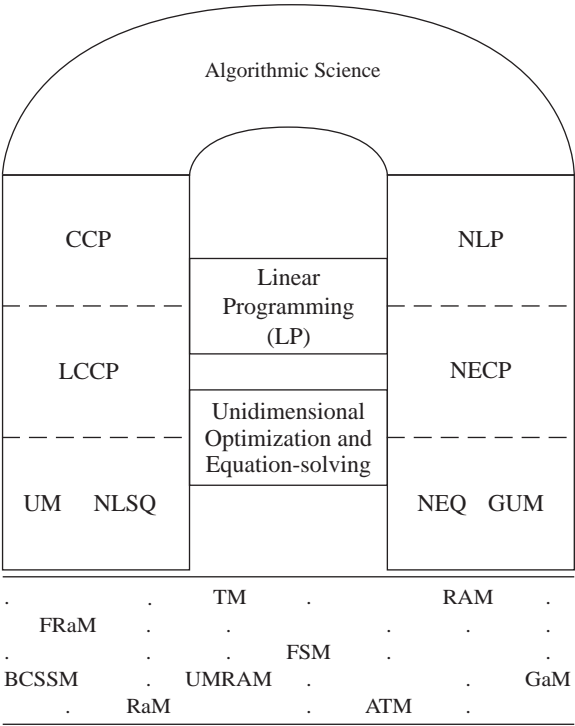 Algorithmic Science
CCP
NLP
Linear
Programming
(LP)
LCCP
NECP
Unidimensional
Optimization and
Equation-solving
UM NLSQ
NEQ GUM
. . TM . RAM .
FRaM . . . . .
. . . FSM . .
BCSSM . UMRAM . . GaM
. RaM . ATM .